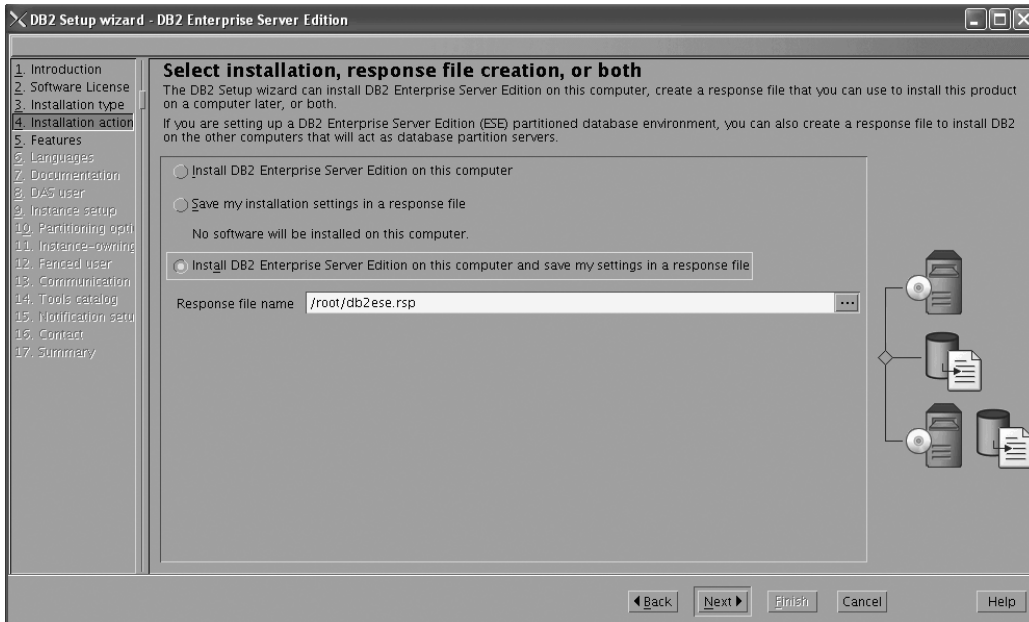 DB2 Setup wizard - DB2 Enterprise Server Edition
1. Introduction
2. Software License
3. Installation type
4. Installation action
5. Features
6. Languages
7. Documentation
8. DAS user
9. Instance setup
10. Partitioning opti
11. Instance-owning
12. Fenced user
13. Communication
14. Tools catalog
15. Notification setu
16. Contact
17. Summary
Select installation, response file creation, or both
The DB2 Setup wizard can install DB2 Enterprise Server Edition on this computer, create a response file that you can use to install this product
on a computer later, or both.
If you are setting up a DB2 Enterprise Server Edition (ESE) partitioned database environment, you can also create a response file to install DB2
on the other computers that will act as database partition servers.
Install DB2 Enterprise Server Edition on this computer
Save my installation settings in a response file
No software will be installed on this computer.
Install DB2 Enterprise Server Edition on this computer and save my settings in a response file
Response file name /root/db2ese.rsp ...
Back Next Finish Cancel Help